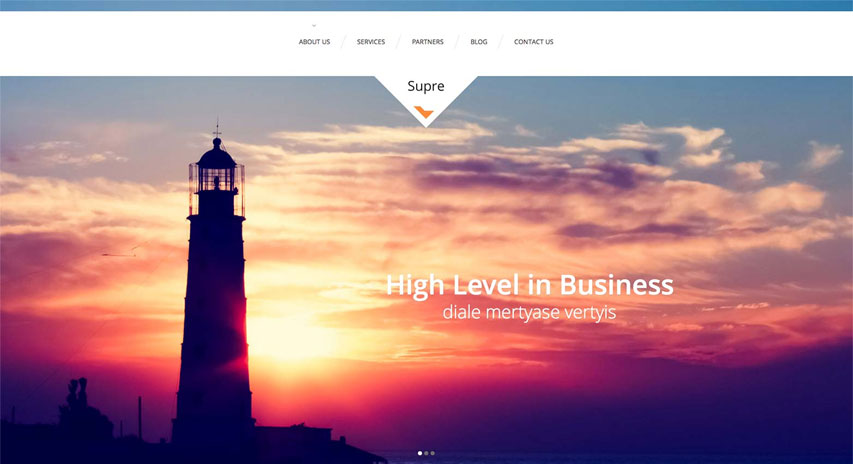 ABOUT US SERVICES PARTNERS BLOG CONTACT US
Supre
High Level in Business
diale mertyase vertyis